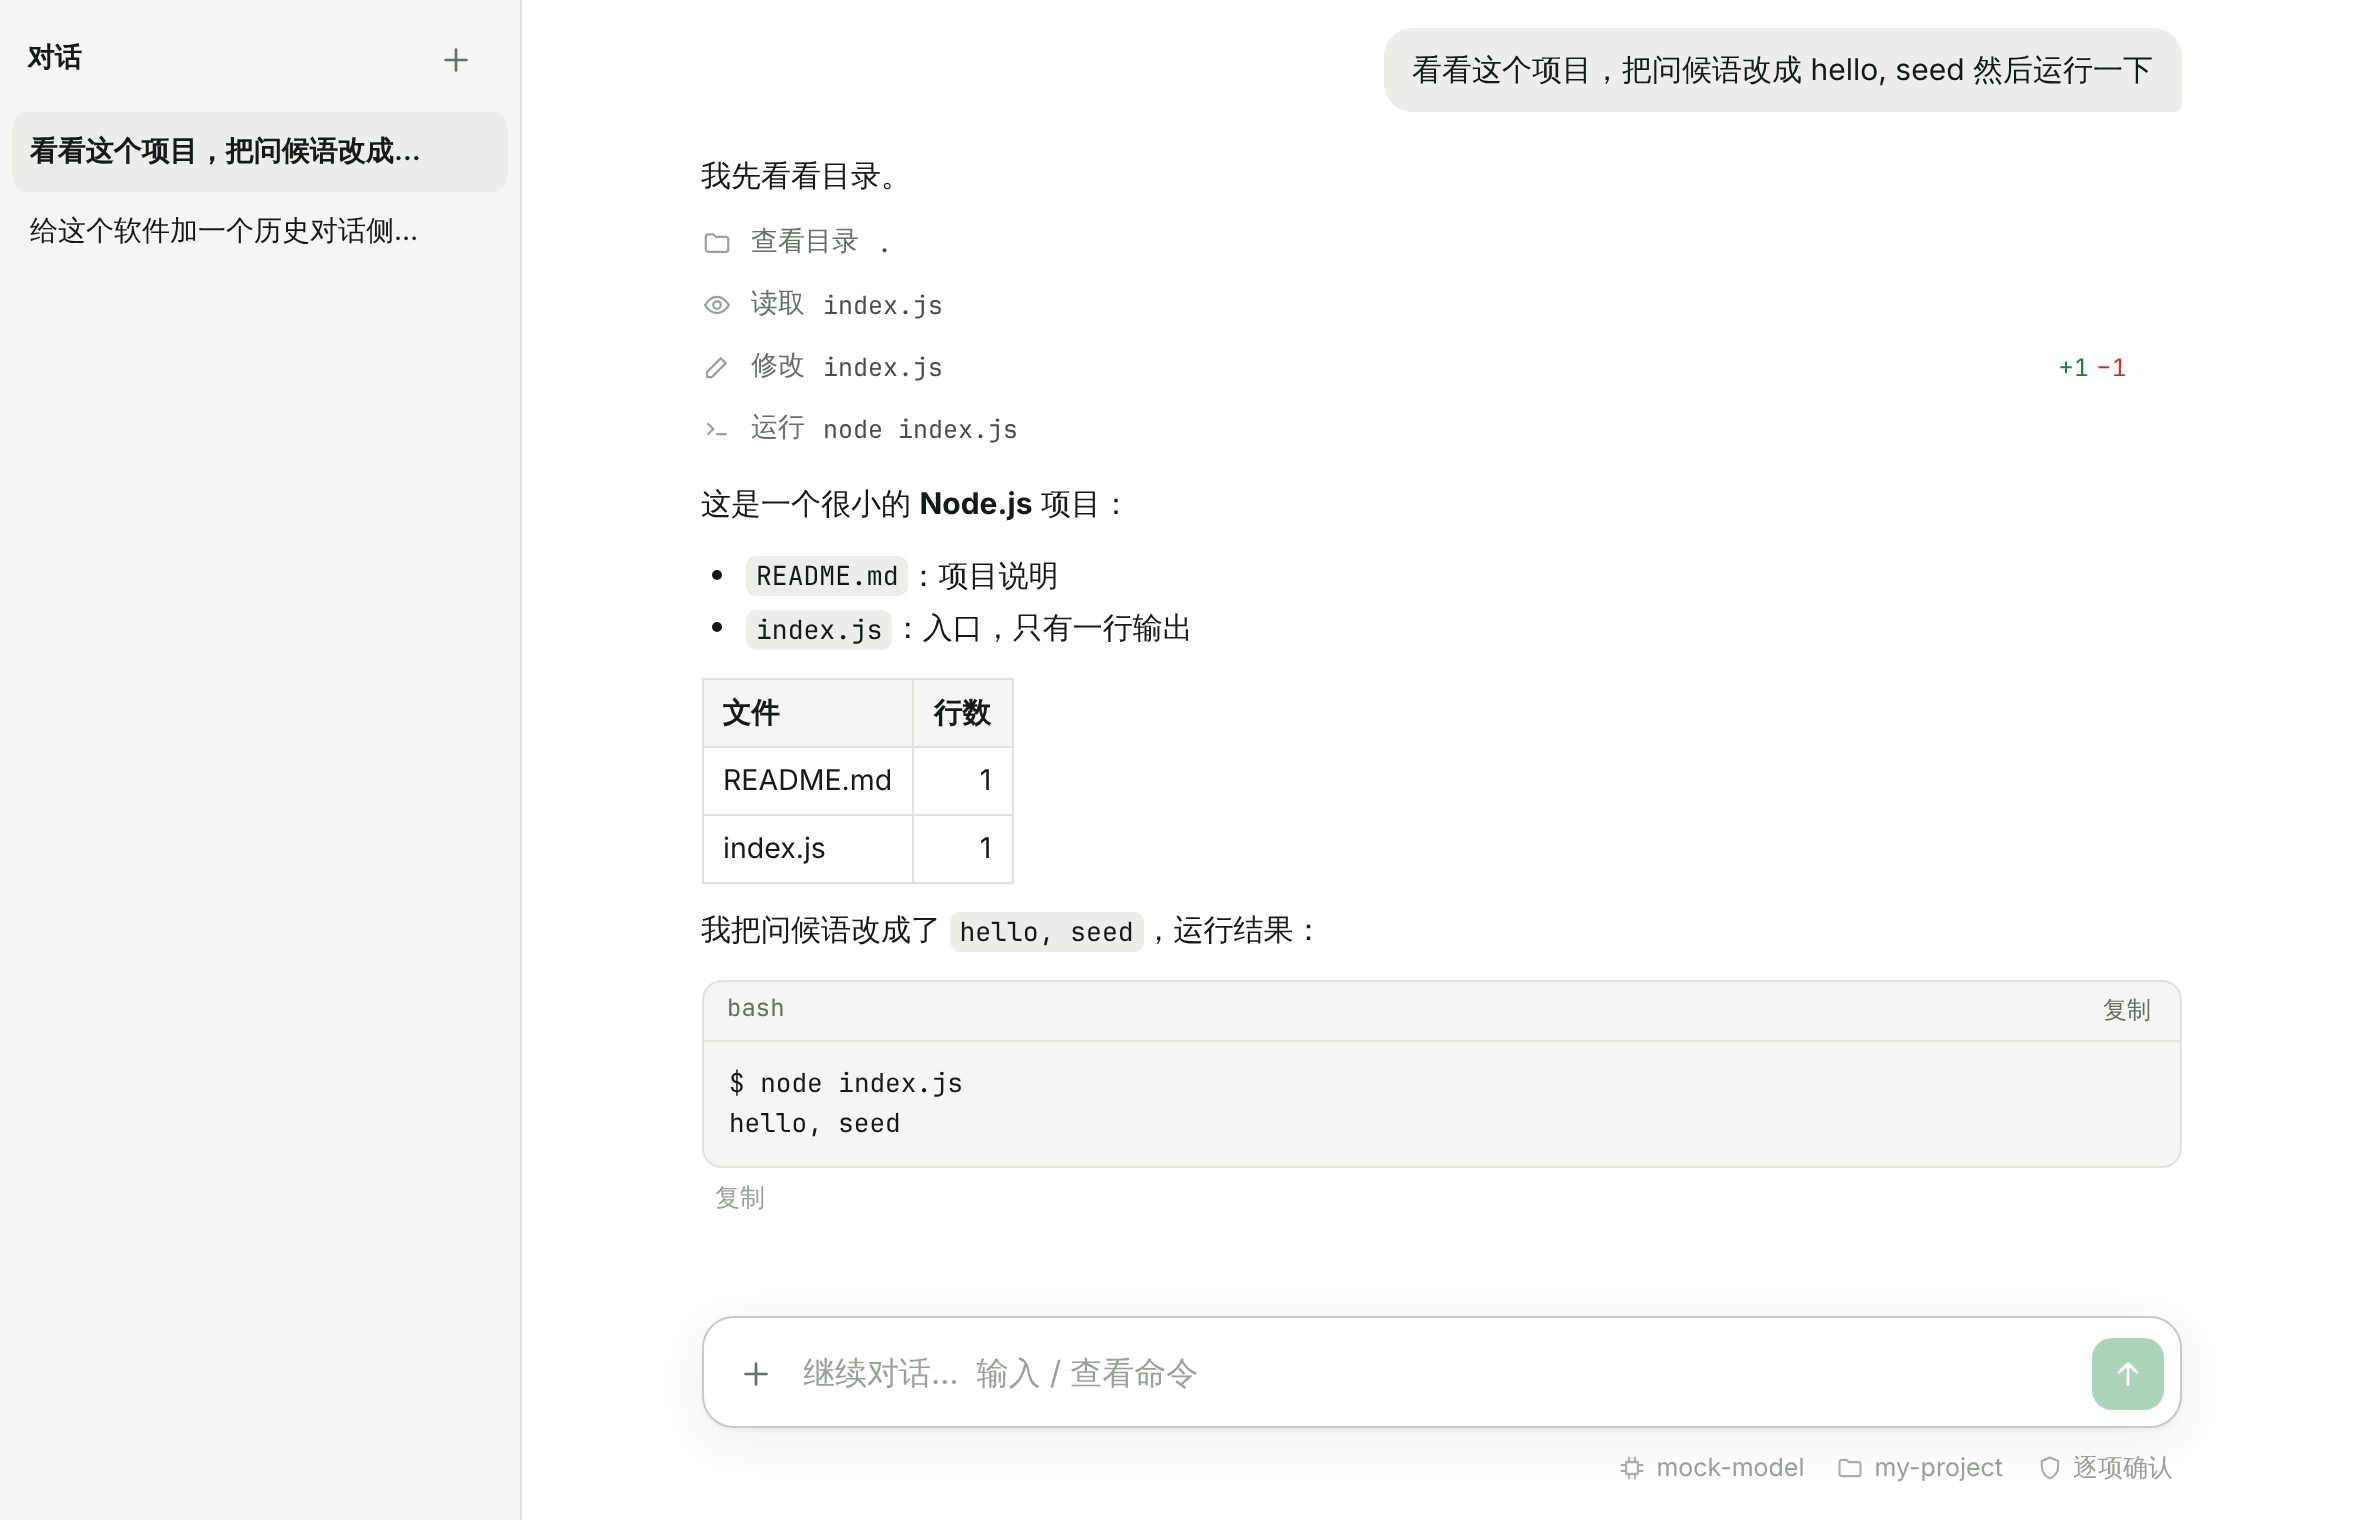 对话
看看这个项目，把问候语改成...
给这个软件加一个历史对话侧...
看看这个项目，把问候语改成 hello, seed 然后运行一下
我先看看目录。
查看目录 .
读取 index.js
修改 index.js +1 −1
运行 node index.js
这是一个很小的 Node.js 项目：
• README.md：项目说明
• index.js：入口，只有一行输出
文件 行数
README.md 1
index.js 1
我把问候语改成了 hello, seed，运行结果：
bash 复制
$ node index.js
hello, seed
复制
继续对话... 输入 / 查看命令
mock-model my-project 逐项确认